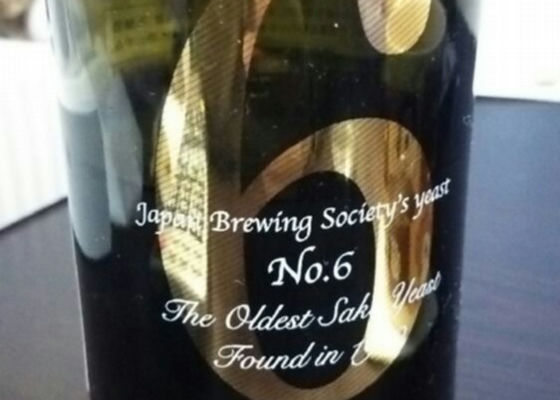 6
Japan Brewing Society's yeast
No.6
The Oldest Sake Yeast
Found in